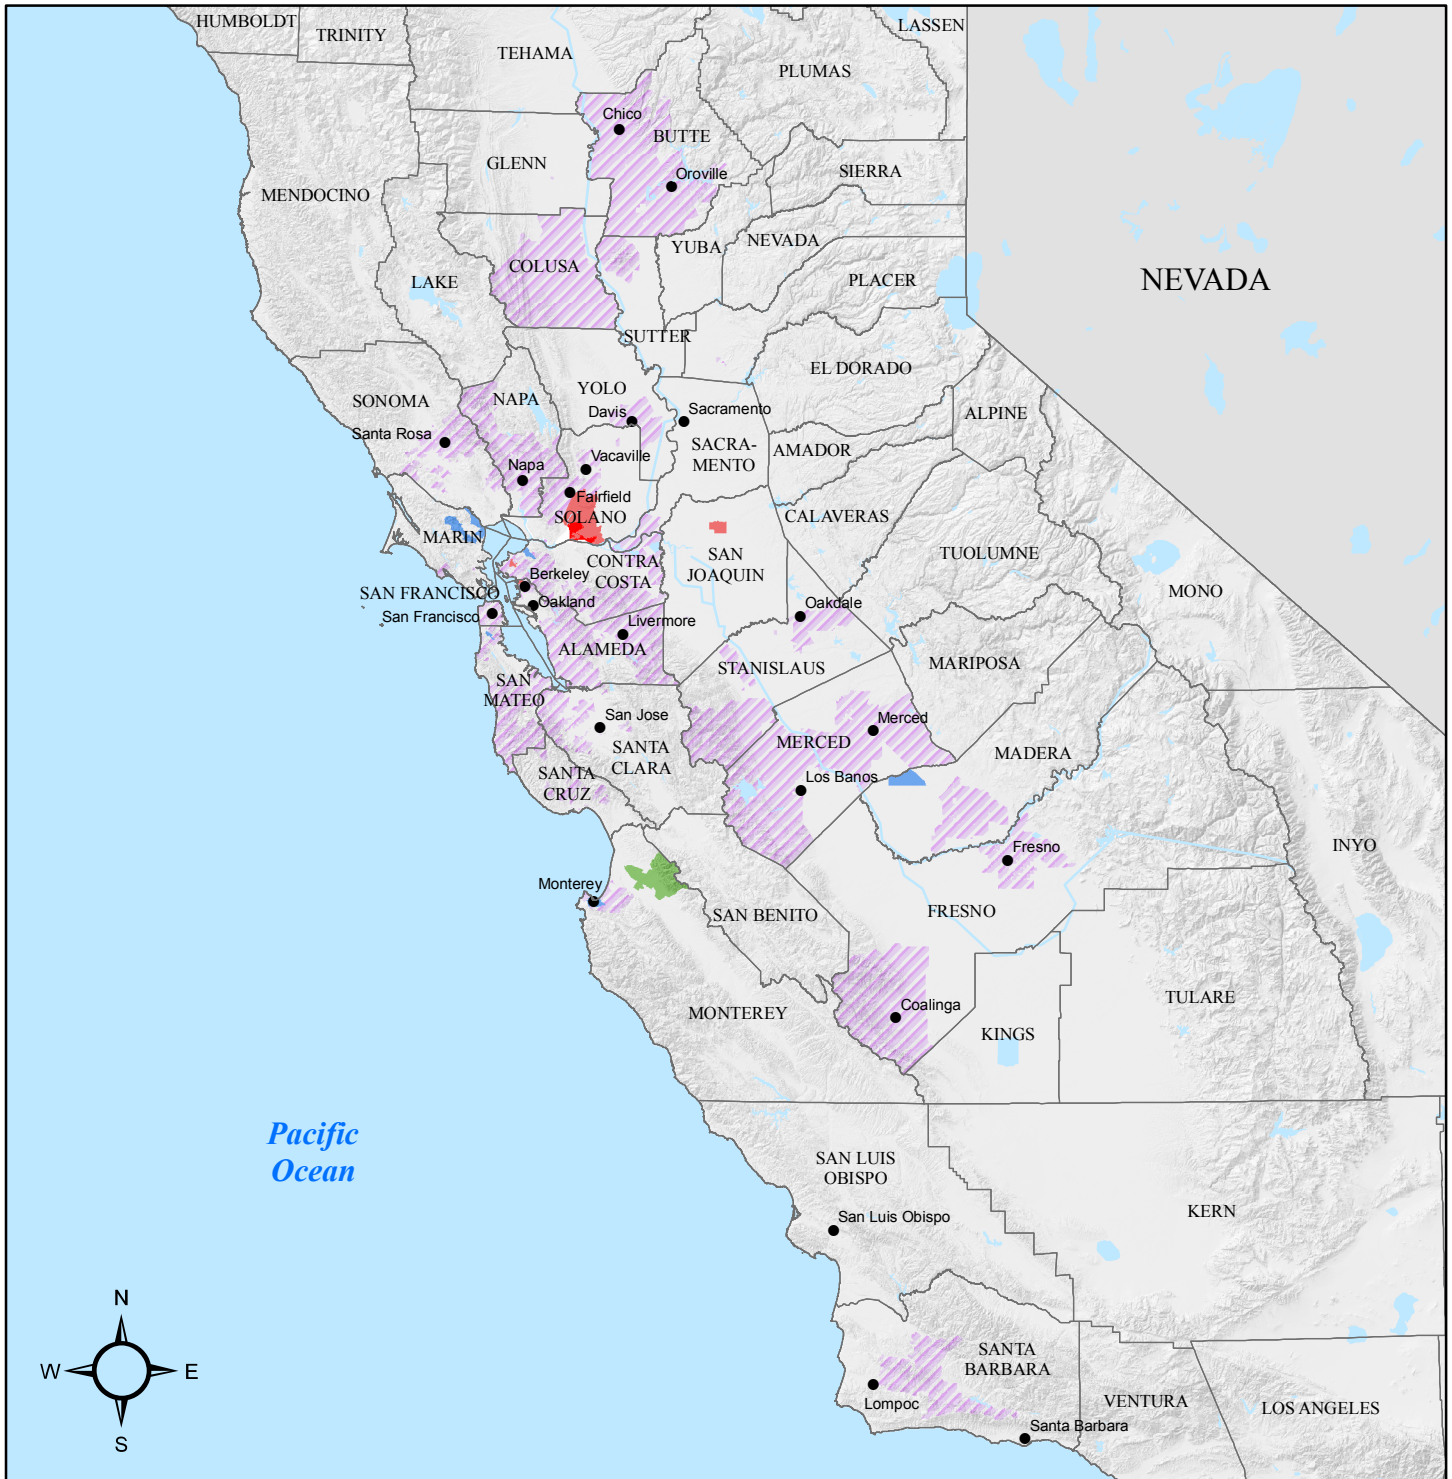 HUMBOLDT
TRINITY
TEHAMA
LASSEN
PLUMAS
Chico
BUTTE
GLENN
SIERRA
Oroville
MENDOCINO
YUBA
NEVADA
COLUSA
LAKE
PLACER
NEVADA
SUTTER
EL DORADO
YOLO
NAPA
SONOMA
Davis
Sacramento
ALPINE
Santa Rosa
SACRA-
MENTO
AMADOR
Vacaville
Napa
Fairfield
SOLANO
CALAVERAS
MARIN
SAN
JOAQUIN
TUOLUMNE
CONTRA
COSTA
Berkeley
SAN FRANCISCO
MONO
Oakland
Oakdale
San Francisco
Livermore
ALAMEDA
STANISLAUS
MARIPOSA
SAN
MATEO
San Jose
Merced
MERCED
SANTA
CLARA
MADERA
SANTA
CRUZ
Los Banos
INYO
Fresno
Monterey
FRESNO
SAN BENITO
TULARE
Coalinga
MONTEREY
KINGS
Pacific
Ocean
SAN LUIS
OBISPO
San Luis Obispo
KERN
N
W
E
S
SANTA
BARBARA
Lompoc
VENTURA
LOS ANGELES
Santa Barbara